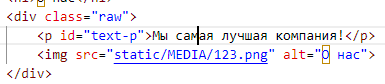 <div class="raw">
<p id="text-p">Мы самая лучшая компания!</p>
<img src="static/MEDIA/123.png" alt="О нас">
</div>